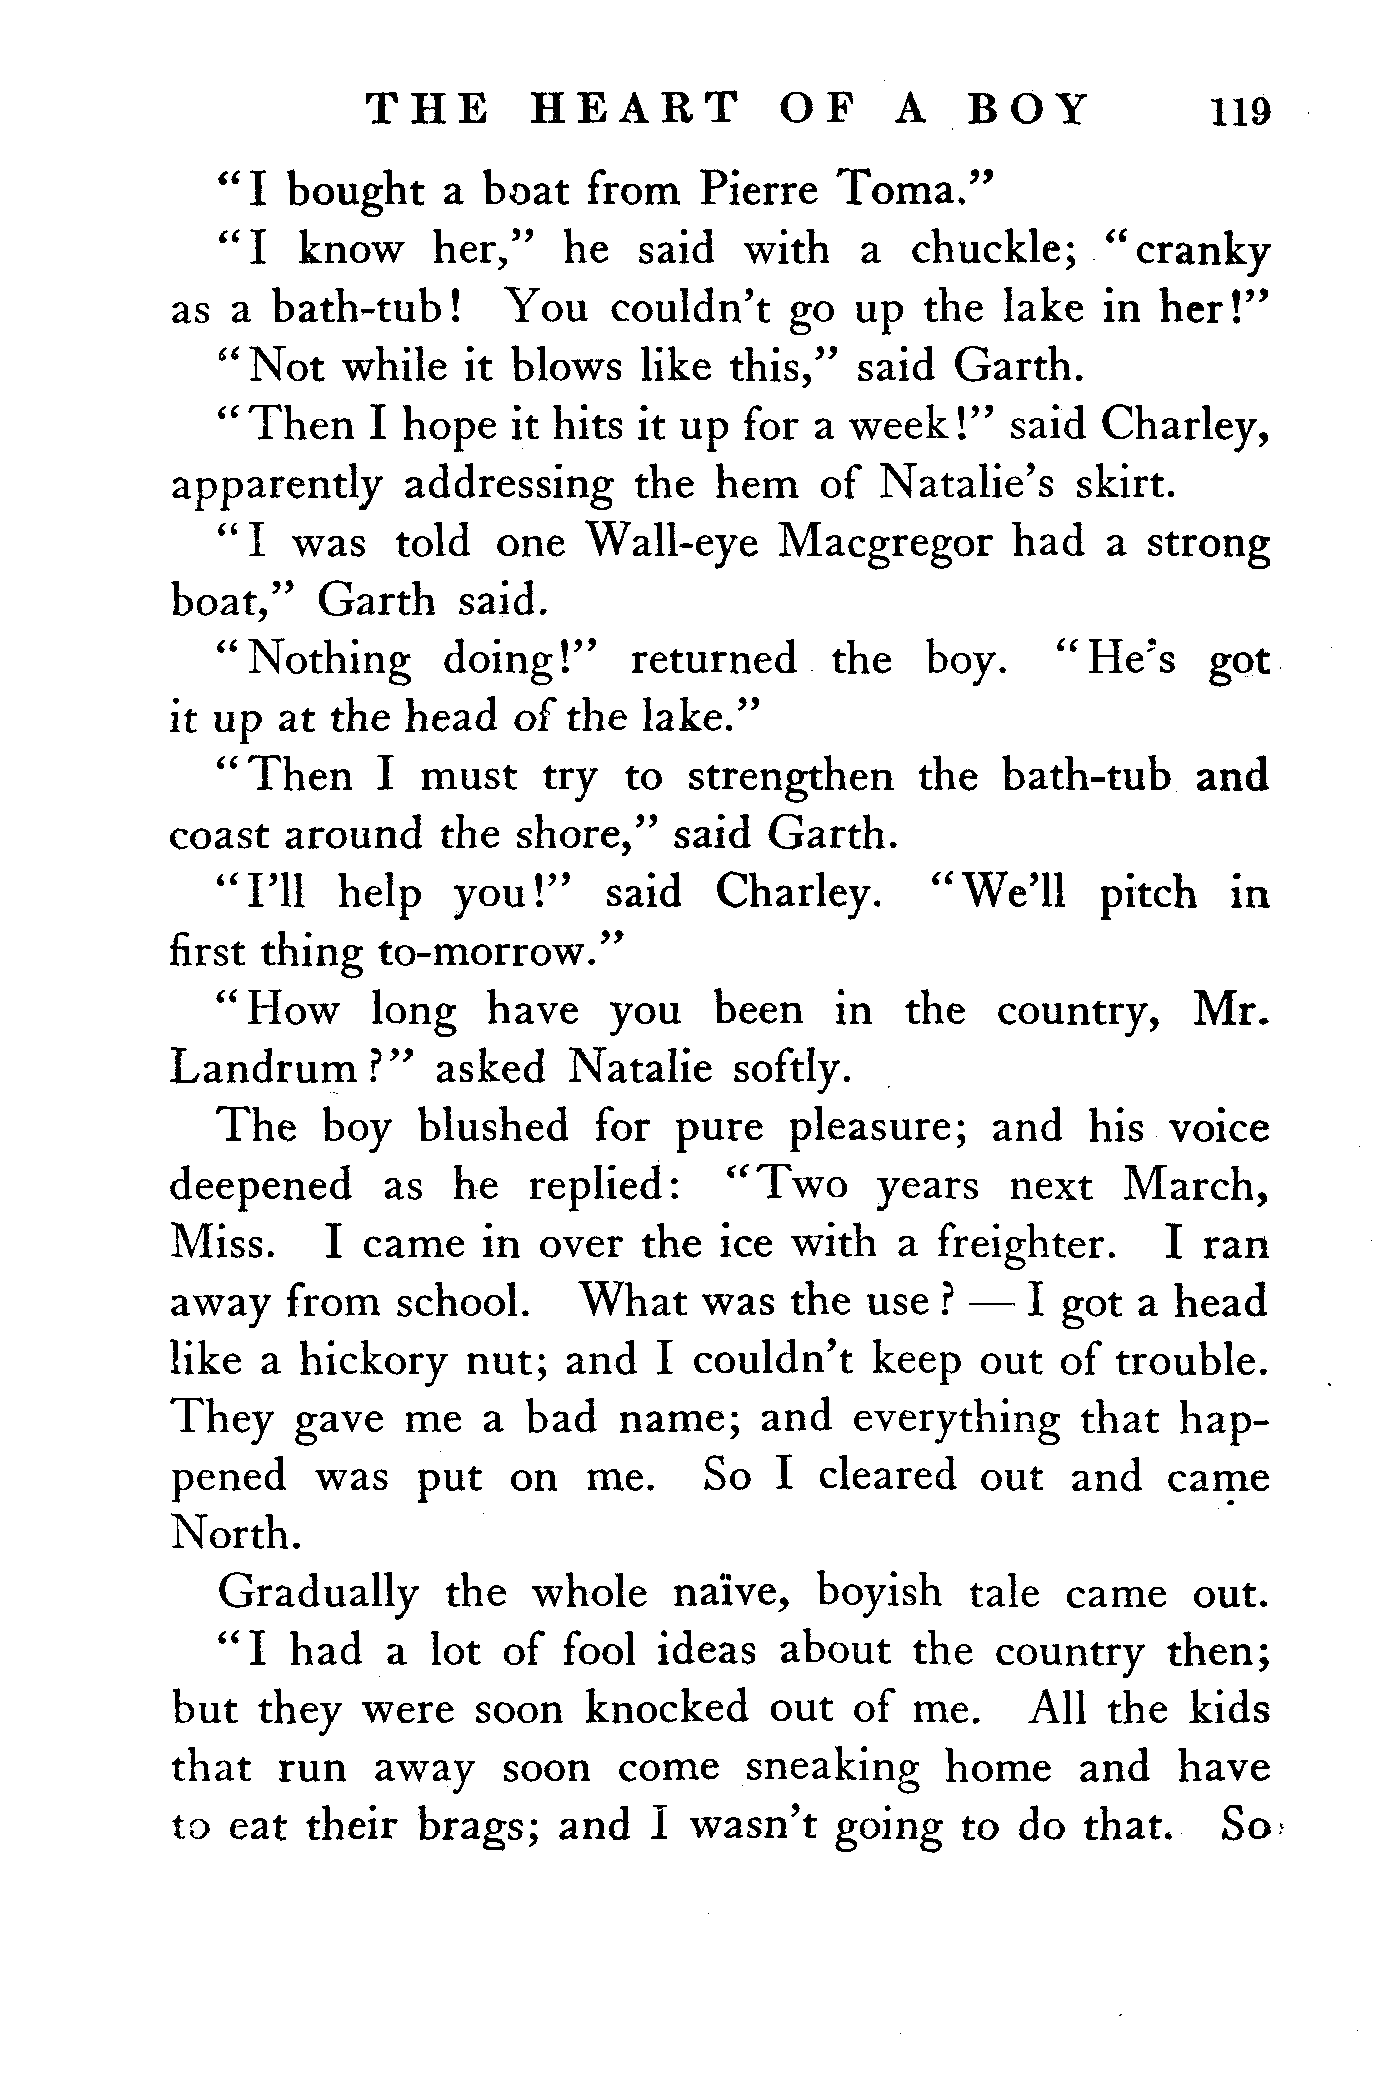 THE HEART OF A BOY 119
"I bought a boat from Pierre Toma."
"I know her," he said with a chuckle; "cranky
as a bath-tub! You couldn't go up the lake in her!"
"Not while it blows like this," said Garth.
"Then I hope it hits it up for a week!" said Charley,
apparently addressing the hem of Natalie's skirt.
"I was told one Wall-eye Macgregor had a strong
boat," Garth said.
"Nothing doing!" returned the boy. "He's got
it up at the head of the lake."
"Then I must try to strengthen the bath-tub and
coast around the shore," said Garth.
"I'll help you!" said Charley. "We'll pitch in
first thing to-morrow."
"How long have you been in the country, Mr.
Landrum?" asked Natalie softly.
The boy blushed for pure pleasure; and his voice
deepened as he replied: "Two years next March,
Miss. I came in over the ice with a freighter. I ran
away from school. What was the use? — I got a head
like a hickory nut; and I couldn't keep out of trouble.
They gave me a bad name; and everything that hap-
pened was put on me. So I cleared out and came
North.
Gradually the whole naïve, boyish tale came out.
"I had a lot of fool ideas about the country then;
but they were soon knocked out of me. All the kids
that run away soon come sneaking home and have
to eat their brags; and I wasn't going to do that. So